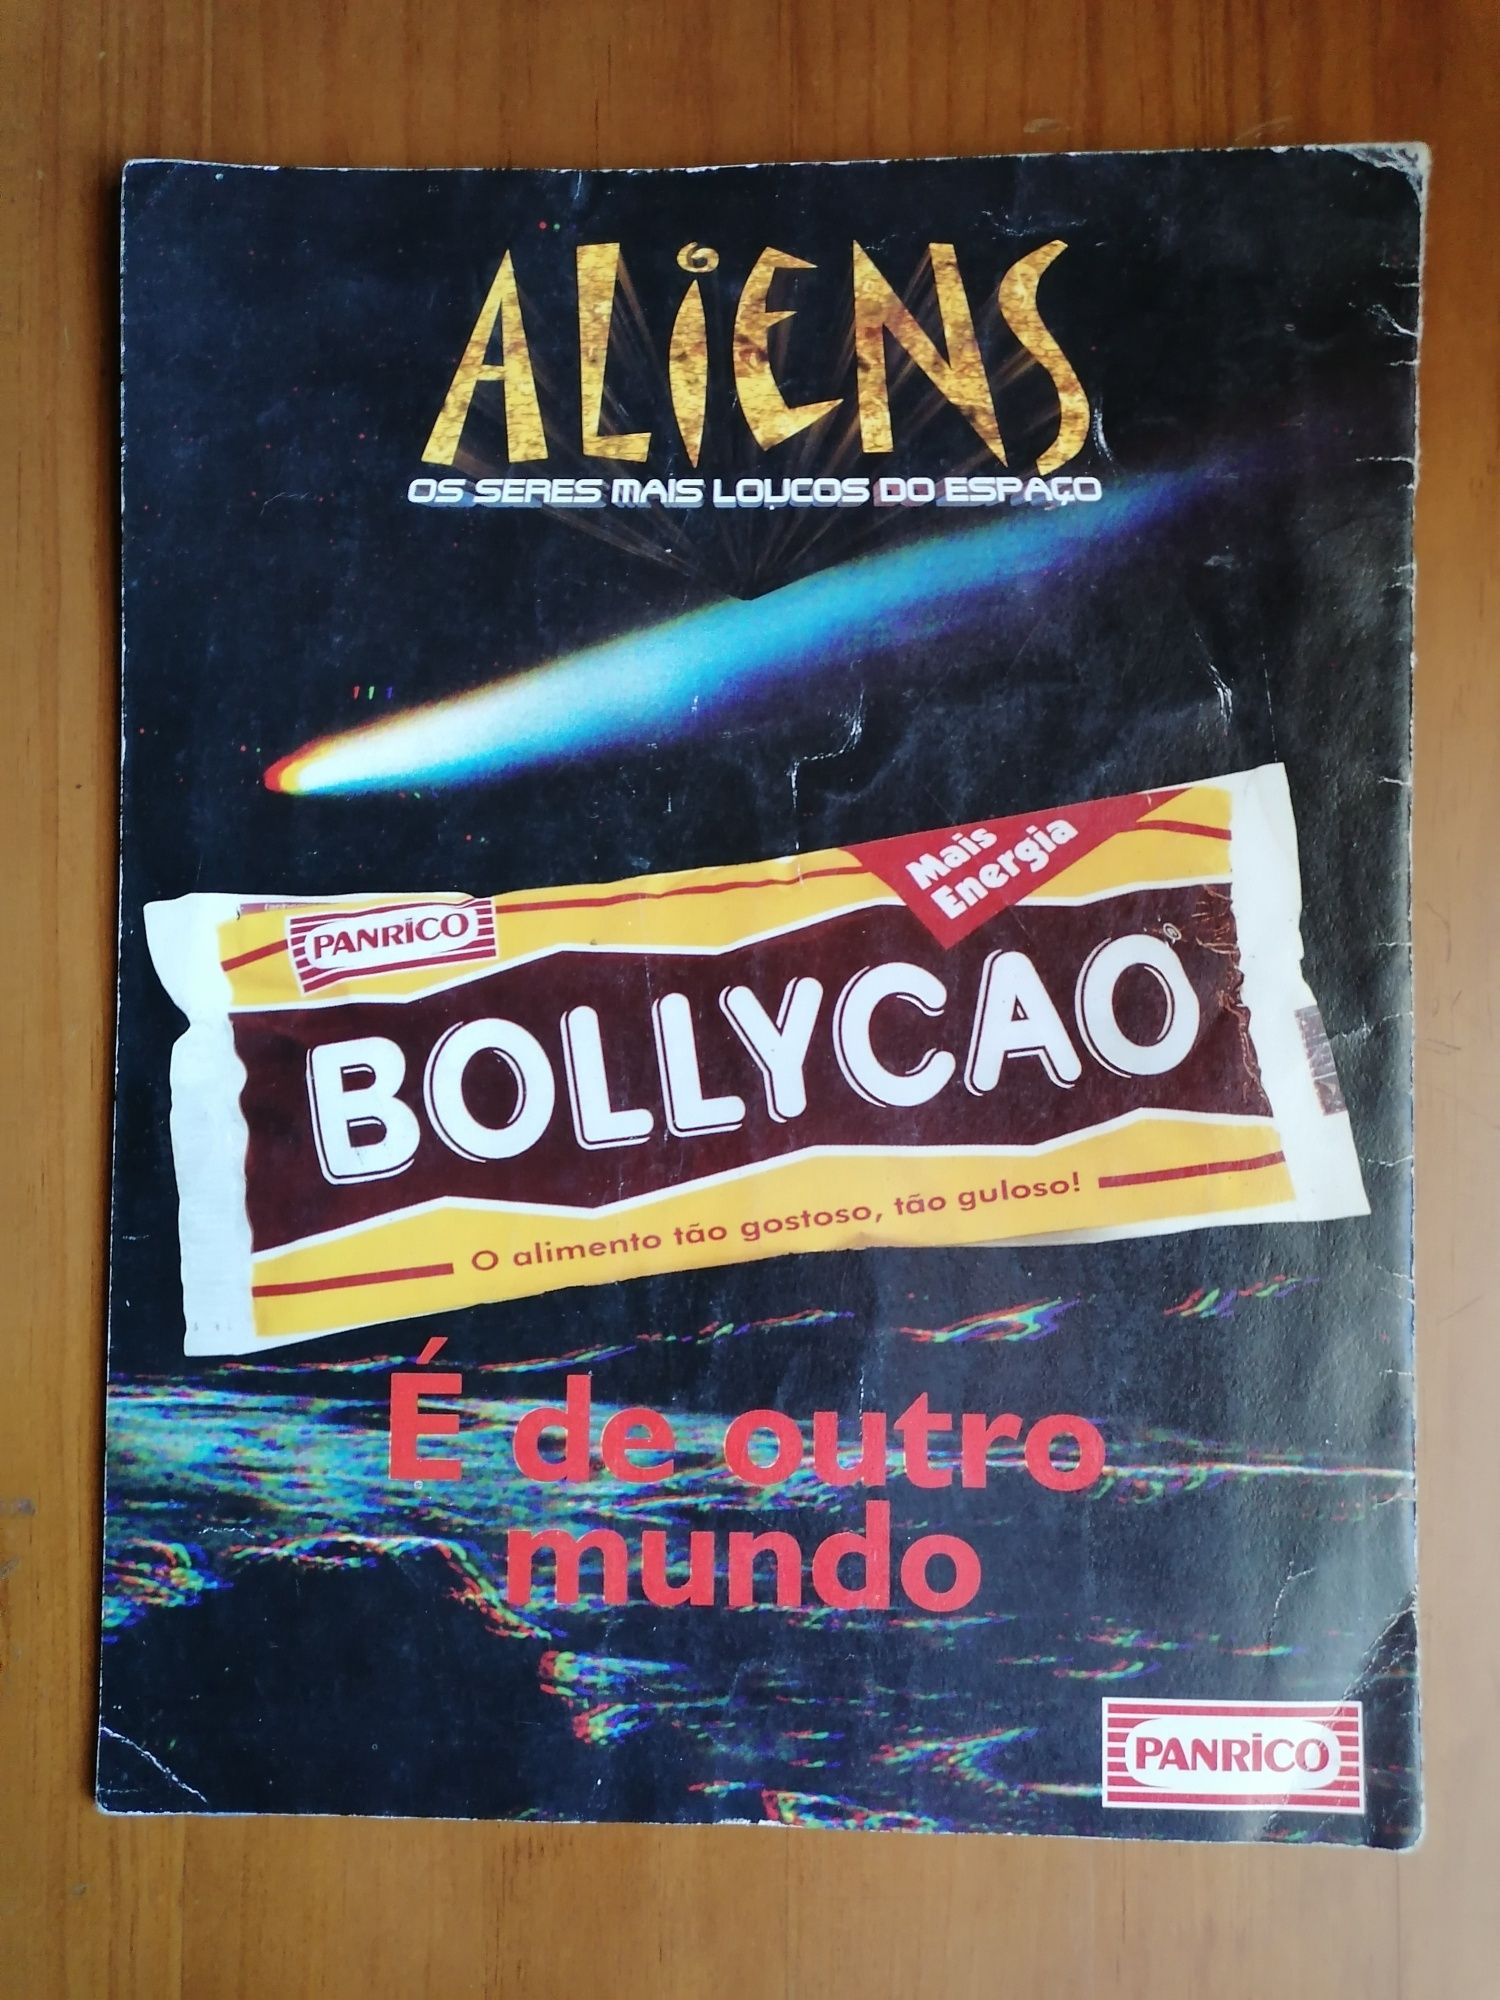 ALiENS
OS SERES MAIS LOUCOS DO ESPAÇO
111
Mais
Energia
PANRICO
BOLLYCAO®
O alimento tão gostoso, tão guloso!
É de outro
mundo
PANRICO